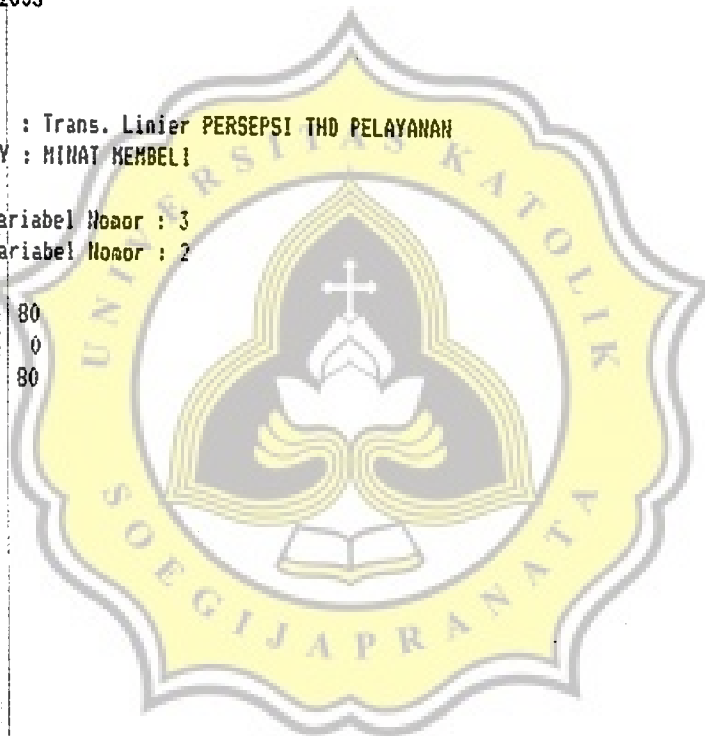 : Trans. Linier PERSEPSI THD PELAYANAN
Y : MINAT MEMBELI
ariabel Nomor : 3
ariabel Nomor : 2
80
0
80
UNIVERSITAS KATOLIK
SOEGIJAPRANATA